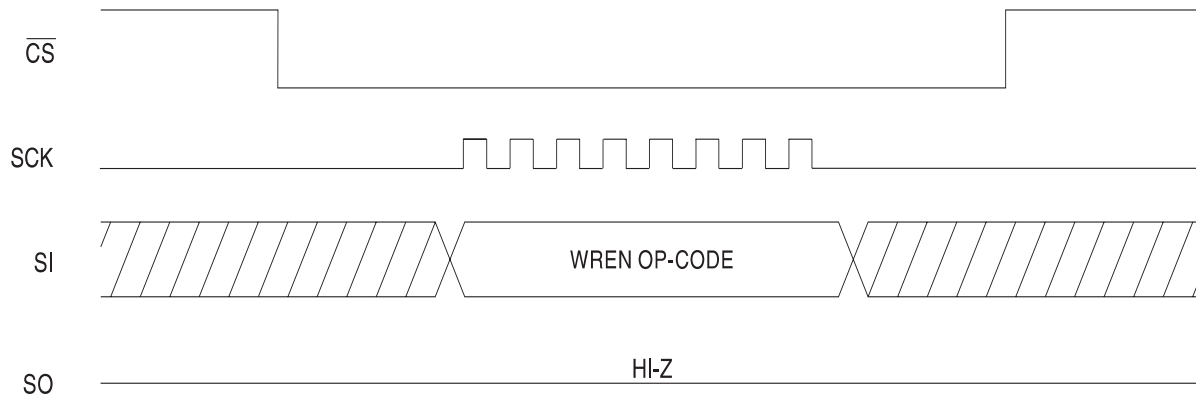 CS
SCK
SI
WREN OP-CODE
HI-Z
SO